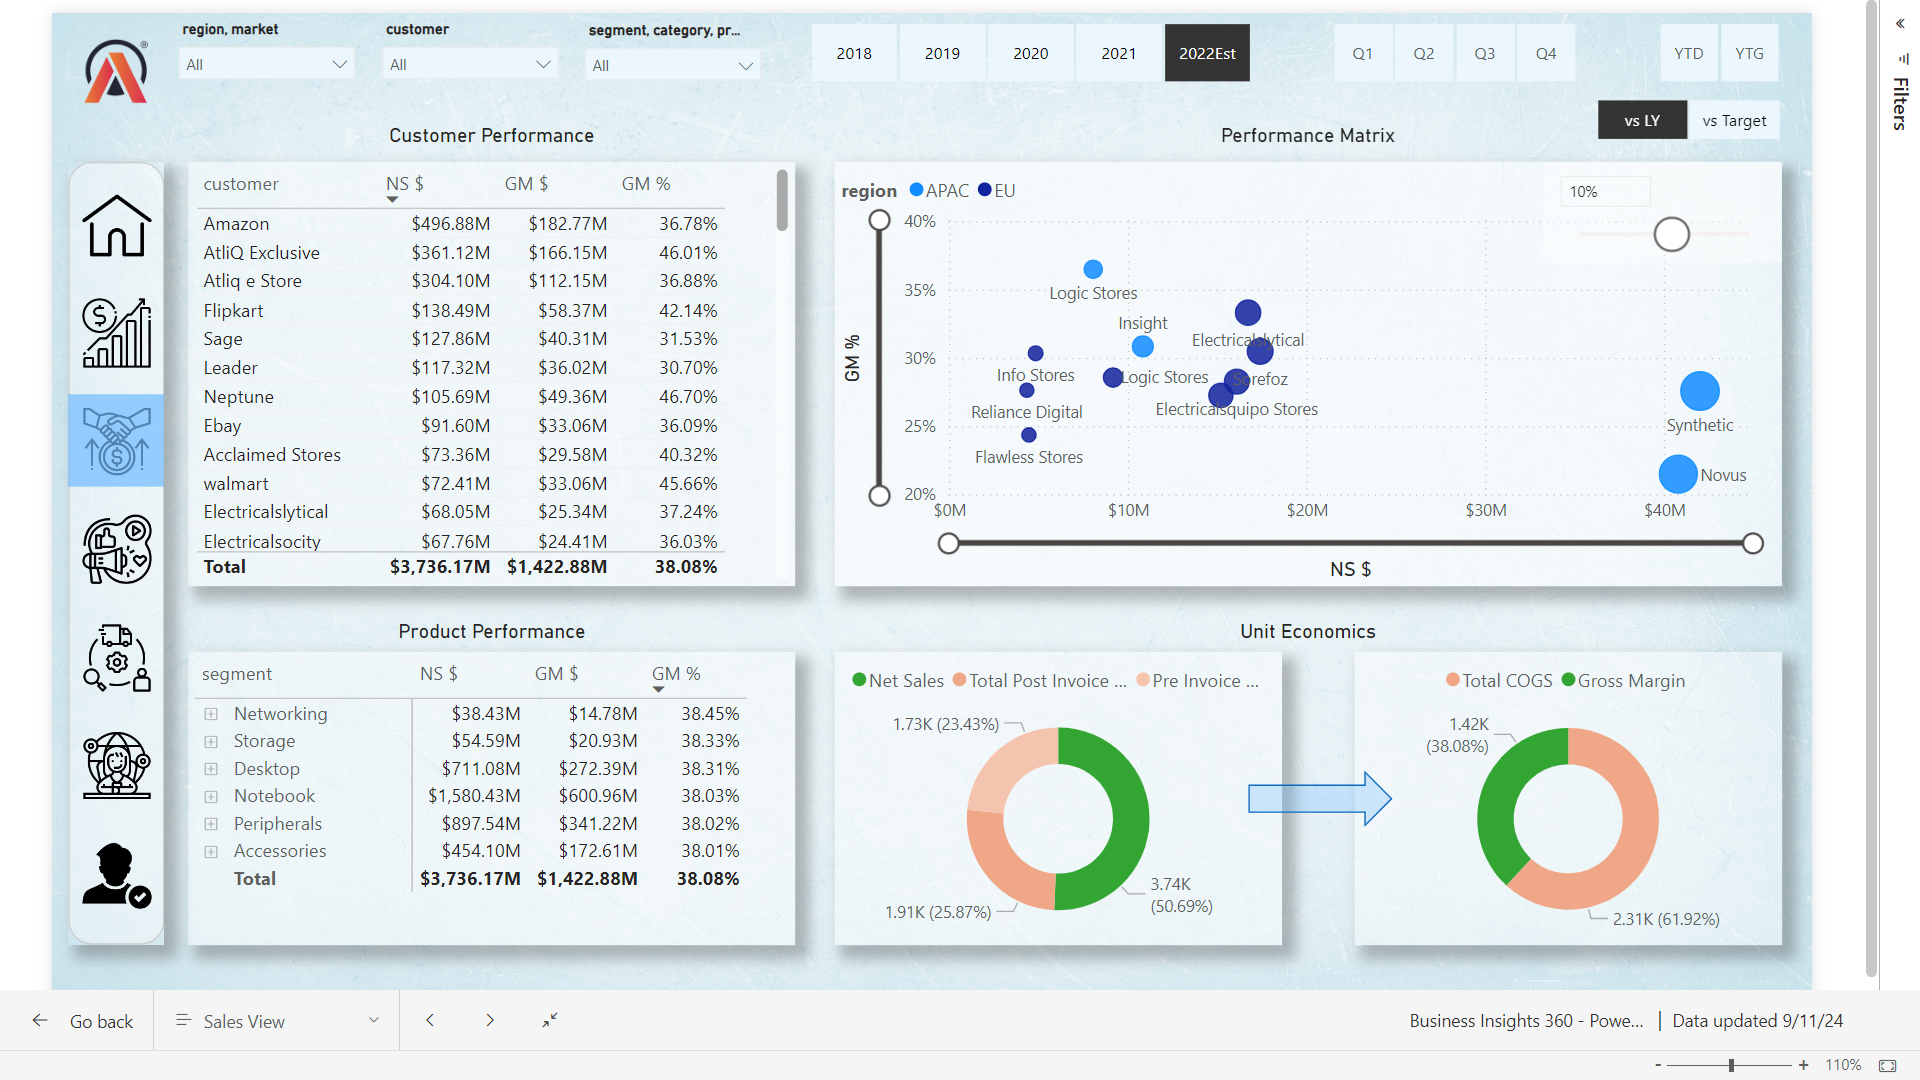 region, market
customer
segment, category, pr...
All
All
All
2018
2019
2020
2021
2022Est
Q1
Q2
Q3
Q4
YTD
YTG
vs LY
vs Target
Filters
Customer Performance
customer NS $ GM $ GM %
Amazon $496.88M $182.77M 36.78%
AtliQ Exclusive $361.12M $166.15M 46.01%
Atliq e Store $304.10M $112.15M 36.88%
Flipkart $138.49M $58.37M 42.14%
Sage $127.86M $40.31M 31.53%
Leader $117.32M $36.02M 30.70%
Neptune $105.69M $49.36M 46.70%
Ebay $91.60M $33.06M 36.09%
Acclaimed Stores $73.36M $29.58M 40.32%
walmart $72.41M $33.06M 45.66%
Electricalslytical $68.05M $25.34M 37.24%
Electricalsocity $67.76M $24.41M 36.03%
Total $3,736.17M $1,422.88M 38.08%
Performance Matrix
region APAC EU
10%
GM %
40%
35%
30%
25%
20%
Logic Stores
Insight
Electricalslytical
Info Stores
Logic Stores
Sorefoz
Reliance Digital
Electricalsquipo Stores
Flawless Stores
Synthetic
Novus
$0M
$10M
$20M
$30M
$40M
NS $
Product Performance
segment NS $ GM $ GM %
Networking $38.43M $14.78M 38.45%
Storage $54.59M $20.93M 38.33%
Desktop $711.08M $272.39M 38.31%
Notebook $1,580.43M $600.96M 38.03%
Peripherals $897.54M $341.22M 38.02%
Accessories $454.10M $172.61M 38.01%
Total $3,736.17M $1,422.88M 38.08%
Unit Economics
Net Sales Total Post Invoice ... Pre Invoice ...
1.73K (23.43%)
3.74K
(50.69%)
1.91K (25.87%)
Total COGS Gross Margin
1.42K
(38.08%)
2.31K (61.92%)
Go back
Sales View
Business Insights 360 - Powe... | Data updated 9/11/24
- + 110%